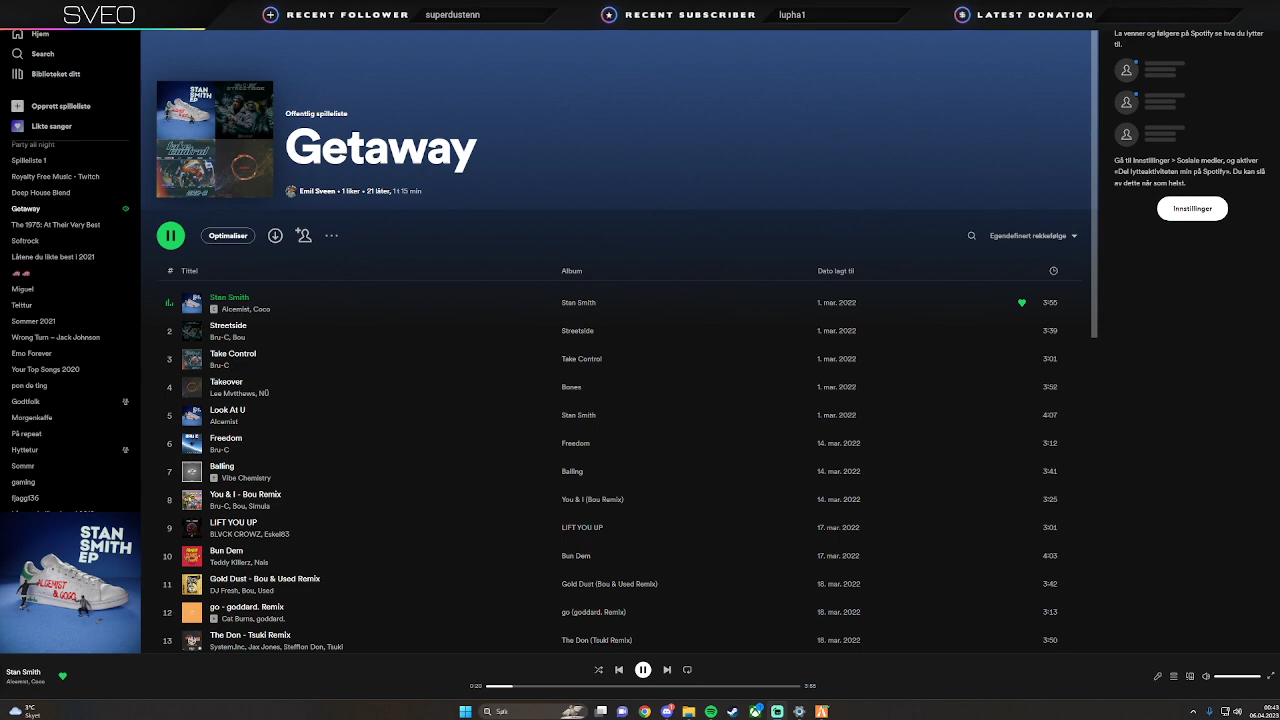 SVEO
RECENT FOLLOWER superdustenn
RECENT SUBSCRIBER lupha1
LATEST DONATION
Hjem
Search
Biblioteket ditt
Opprett spilleliste
Likte sanger
Party all night
Spilleliste 1
Royalty Free Music - Twitch
Deep House Blend
Getaway
The 1975: At Their Very Best
Softrock
Låtene du likte best i 2021
Miguel
Telttur
Sommer 2021
Wrong Turn – Jack Johnson
Emo Forever
Your Top Songs 2020
pon de ting
Godtfolk
Morgenkaffe
På repeat
Hyttetur
Sommr
gaming
fjagg136
STAN
SMITH
EP
ALCEMIST
& COCO
STAN
SMITH EP
Offentlig spilleliste
Getaway
Emil Sveen • 1 liker • 21 låter, 1 t 15 min
Optimaliser
Egendefinert rekkefølge
# Tittel Album Dato lagt til
Stan Smith Stan Smith 1. mar. 2022 3:55
E Alcemist, Coco
2 Streetside Streetside 1. mar. 2022 3:39
Bru-C, Bou
3 Take Control Take Control 1. mar. 2022 3:01
Bru-C
4 Takeover Bones 1. mar. 2022 3:52
Lee Mvtthews, NÜ
5 Look At U Stan Smith 1. mar. 2022 4:07
Alcemist
6 Freedom Freedom 14. mar. 2022 3:12
Bru-C
7 Balling Balling 14. mar. 2022 3:41
E Vibe Chemistry
8 You & I - Bou Remix You & I (Bou Remix) 14. mar. 2022 3:25
Bru-C, Bou, Simula
9 LIFT YOU UP LIFT YOU UP 17. mar. 2022 3:01
BLVCK CROWZ, Eskei83
10 Bun Dem Bun Dem 17. mar. 2022 4:03
Teddy Killerz, Nais
11 Gold Dust - Bou & Used Remix Gold Dust (Bou & Used Remix) 18. mar. 2022 3:42
DJ Fresh, Bou, Used
12 go - goddard. Remix go (goddard. Remix) 18. mar. 2022 3:13
E Cat Burns, goddard.
13 The Don - Tsuki Remix The Don (Tsuki Remix) 18. mar. 2022 3:50
System.Inc, Jax Jones, Stefflon Don, Tsuki
La venner og følgere på Spotify se hva du lytter
til.
Gå til Innstillinger > Sosiale medier, og aktiver
«Del lytteaktiviteten min på Spotify». Du kan slå
av dette når som helst.
Innstillinger
Stan Smith
Alcemist, Coco
0:20 3:55
3°C
Skyet
Søk
00:43
06.04.2023